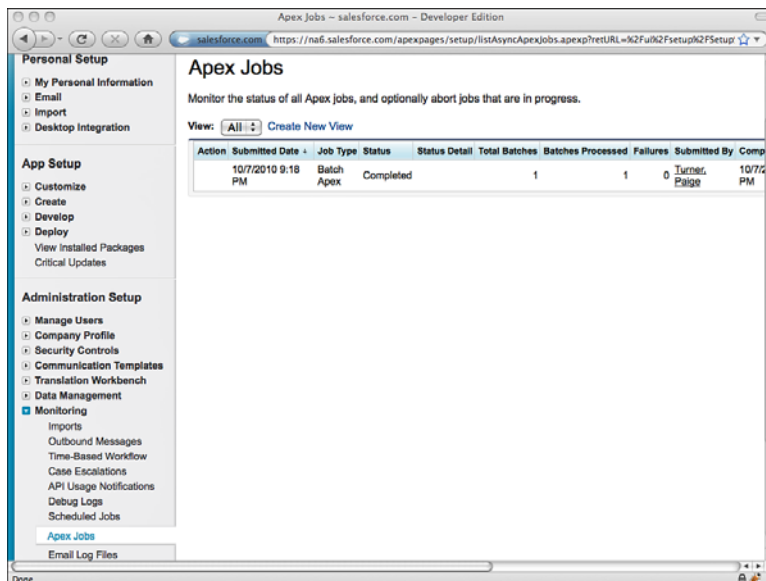 Apex Jobs ~ salesforce.com – Developer Edition
salesforce.com
https://na6.salesforce.com/apexpages/setup/listAsyncApexJobs.apexp?retURL=%2Fui%2Fsetup%2FSetup
Personal Setup
My Personal Information
Email
Import
Desktop Integration
App Setup
Customize
Create
Develop
Deploy
View Installed Packages
Critical Updates
Administration Setup
Manage Users
Company Profile
Security Controls
Communication Templates
Translation Workbench
Data Management
Monitoring
Imports
Outbound Messages
Time-Based Workflow
Case Escalations
API Usage Notifications
Debug Logs
Scheduled Jobs
Apex Jobs
Email Log Files
Apex Jobs
Monitor the status of all Apex jobs, and optionally abort jobs that are in progress.
View: All Create New View
Action Submitted Date Job Type Status Status Detail Total Batches Batches Processed Failures Submitted By Comp
10/7/2010 9:18 PM Batch Apex Completed 1 1 0 Turner, Paige 10/7/2 PM
Done